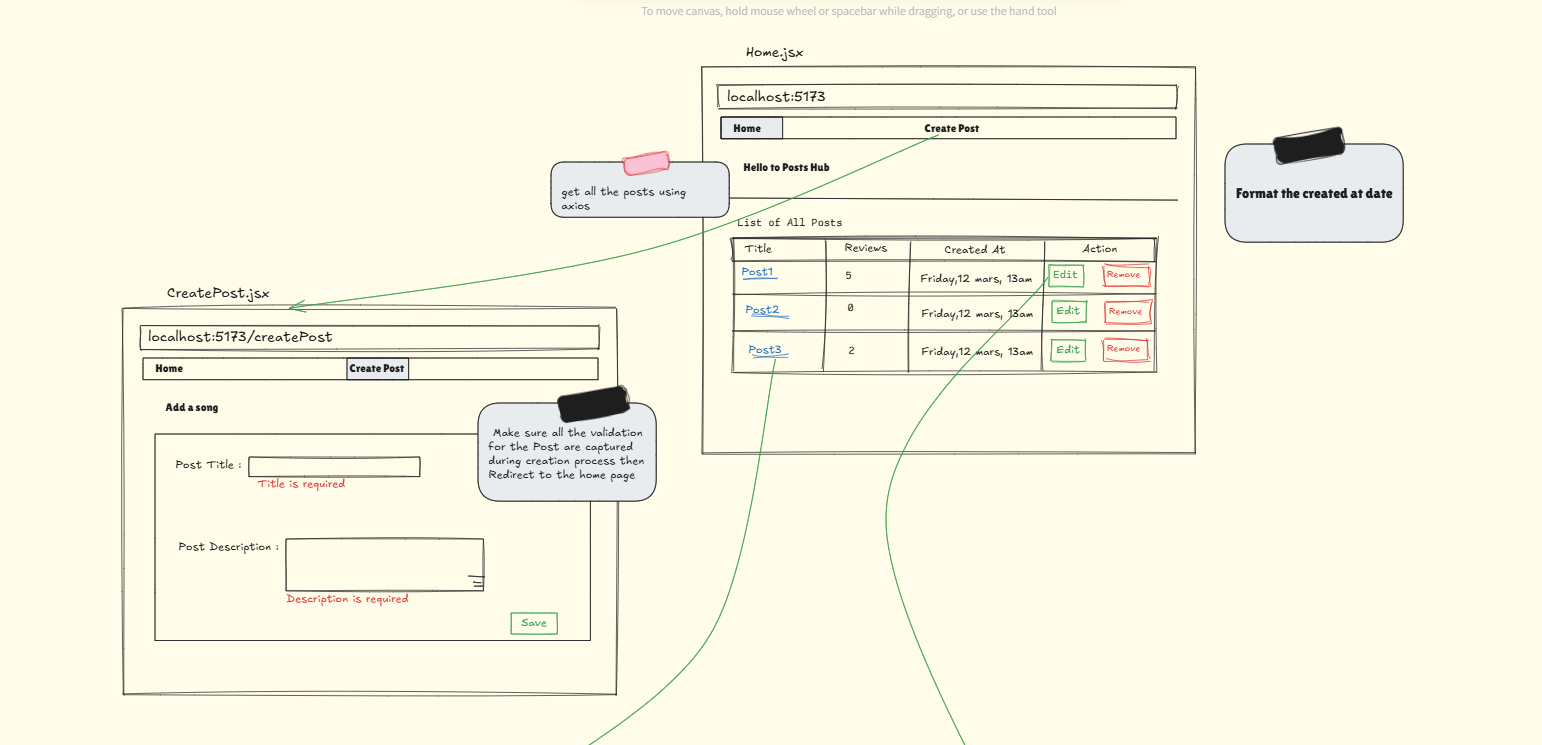 To move canvas, hold mouse wheel or spacebar while dragging, or use the hand tool
Home.jsx
localhost:5173
Home
Create Post
Hello to Posts Hub
get all the posts using
axios
Format the created at date
List of All Posts
Title Reviews Created At Action
Post1 5 Friday,12 mars, 13am Edit Remove
Post2 0 Friday,12 mars, 13am Edit Remove
Post3 2 Friday,12 mars, 13am Edit Remove
CreatePost.jsx
localhost:5173/createPost
Home
Create Post
Add a song
Make sure all the validation
for the Post are captured
during creation process then
Redirect to the home page
Post Title :
Title is required
Post Description :
Description is required
Save